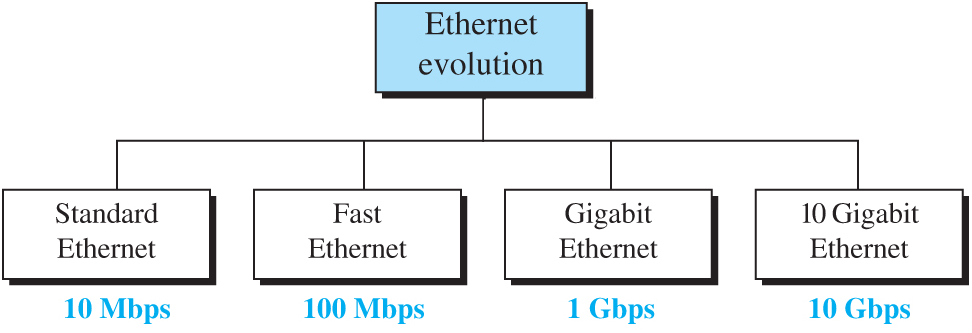 Ethernet
evolution
Standard
Ethernet
Fast
Ethernet
Gigabit
Ethernet
10 Gigabit
Ethernet
10 Mbps
100 Mbps
1 Gbps
10 Gbps